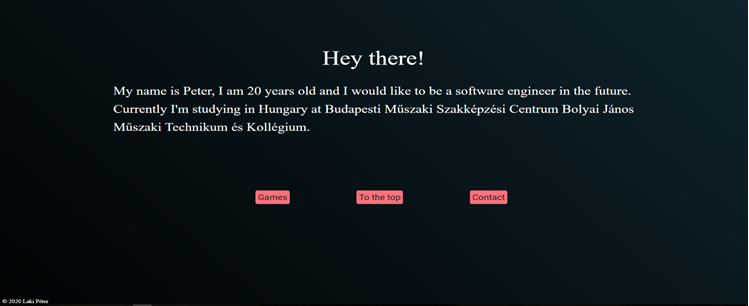 Hey there!
My name is Peter, I am 20 years old and I would like to be a software engineer in the future.
Currently I'm studying in Hungary at Budapesti Műszaki Szakképzési Centrum Bolyai János
Műszaki Technikum és Kollégium.
Games To the top Contact
© 2020 Laki Péter